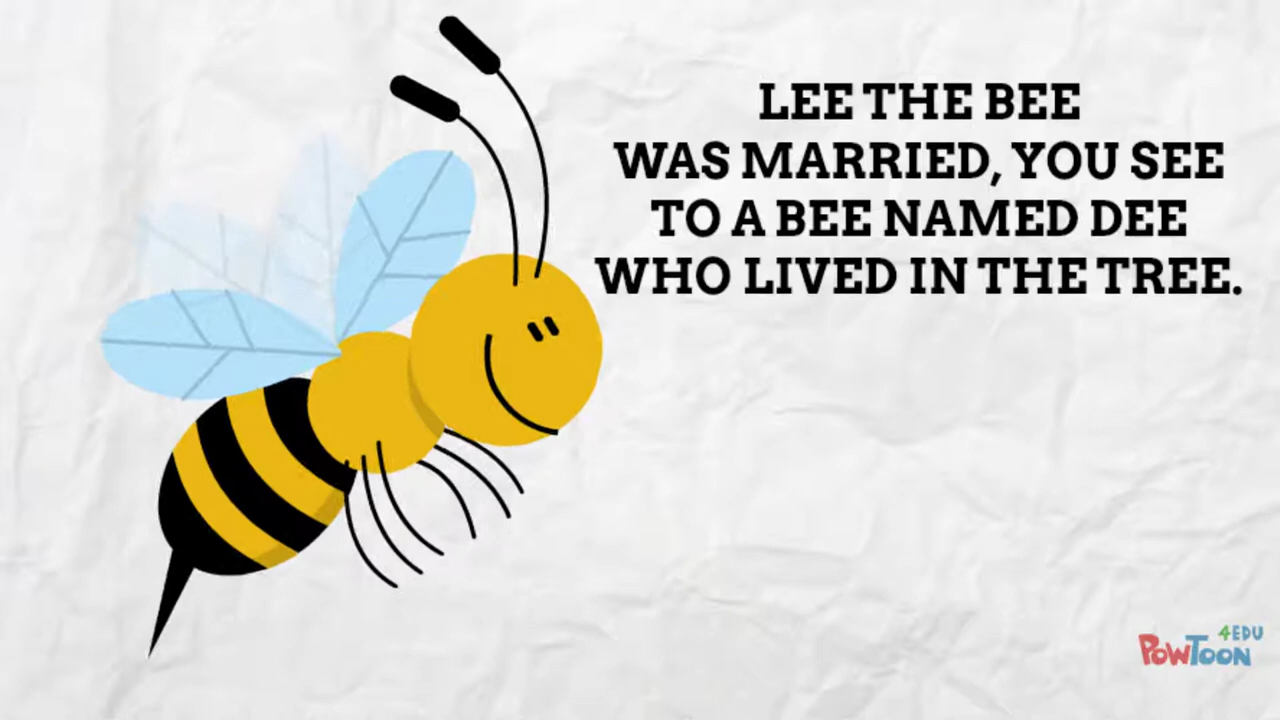 LEE THE BEE
WAS MARRIED, YOU SEE
TO A BEE NAMED DEE
WHO LIVED IN THE TREE.
4EDU
POWTOON